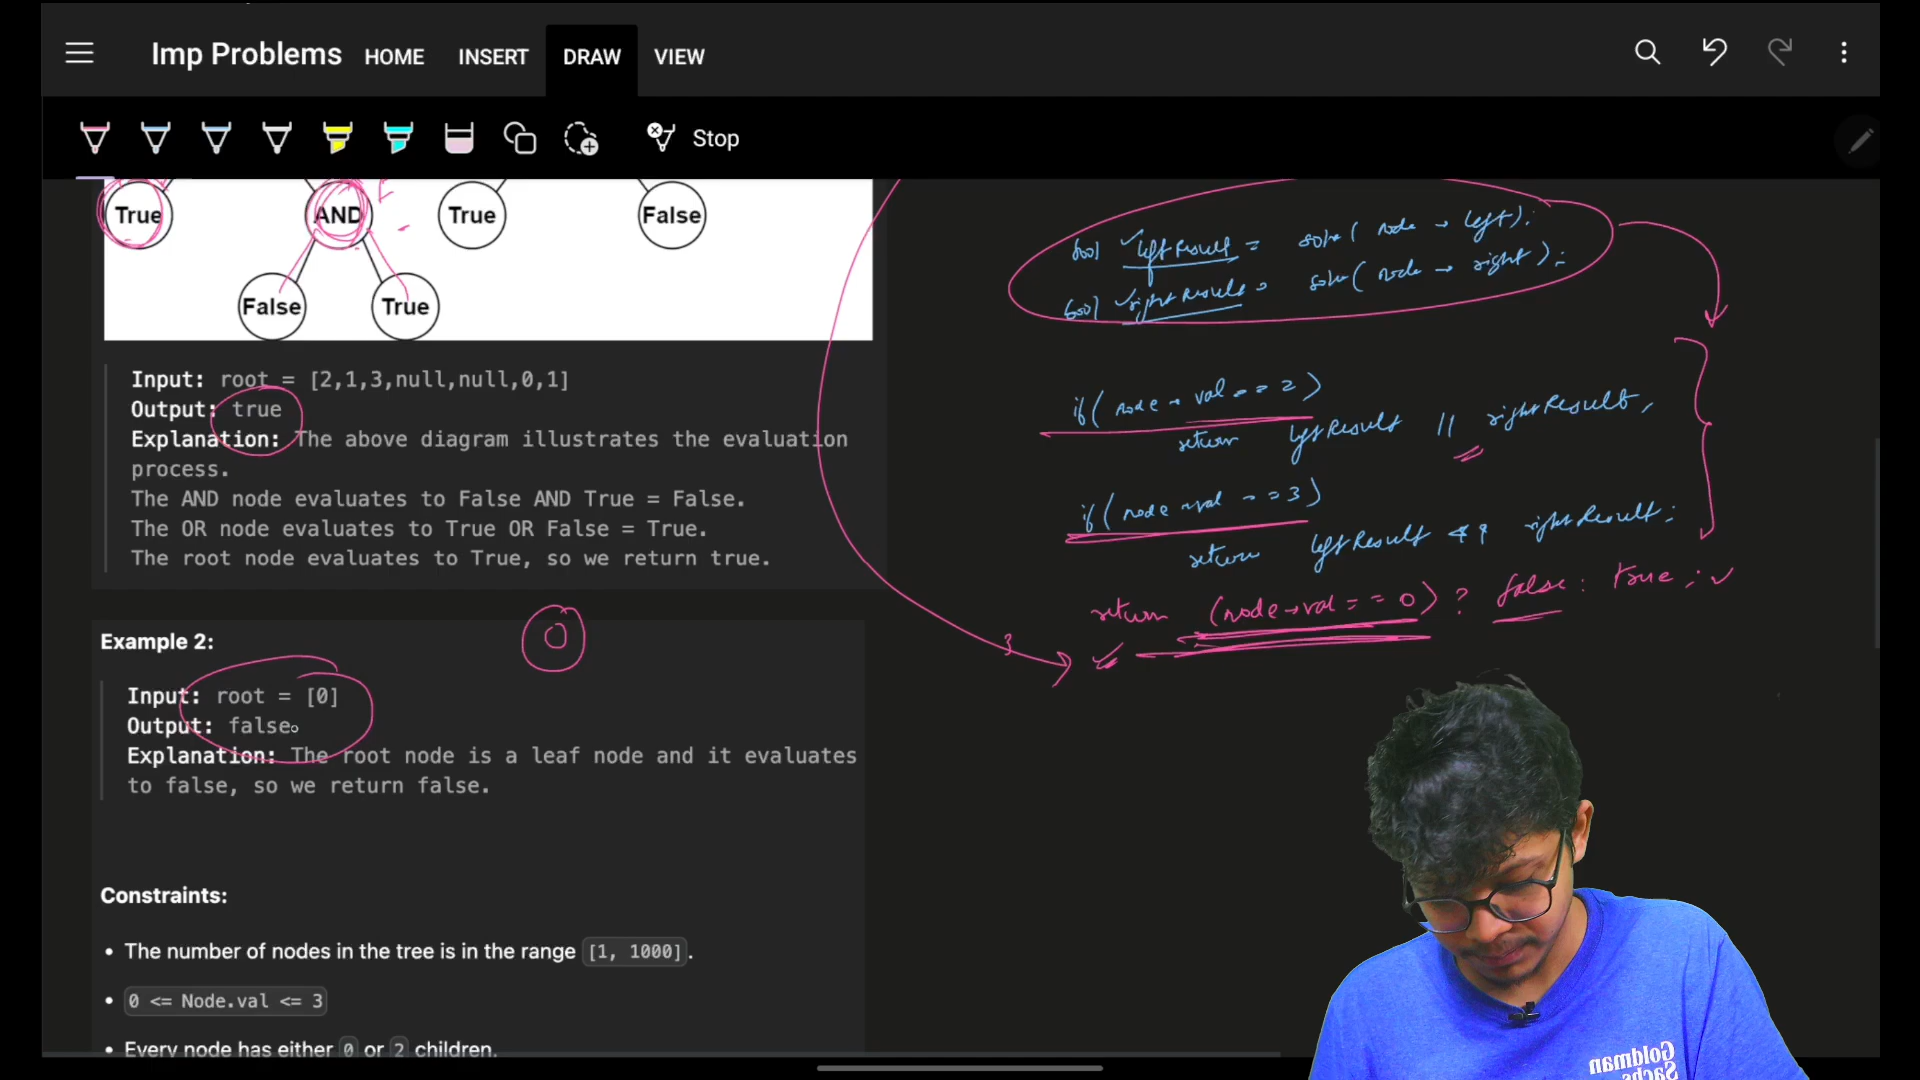 Imp Problems HOME INSERT DRAW VIEW
Stop
True AND True False
False True
Input: root = [2,1,3,null,null,0,1]
Output: true
Explanation: The above diagram illustrates the evaluation
process.
The AND node evaluates to False AND True = False.
The OR node evaluates to True OR False = True.
The root node evaluates to True, so we return true.
Example 2:
0
Input: root = [0]
Output: false
Explanation: The root node is a leaf node and it evaluates
to false, so we return false.
Constraints:
• The number of nodes in the tree is in the range [1, 1000].
• 0 <= Node.val <= 3
• Every node has either 0 or 2 children.
bool leftResult = solve( node → left);
bool rightResult = solve( node → right);
if( node → val == 2)
return leftResult || rightResult;
if( node → val == 3)
return leftResult && rightResult;
return (node→val == 0) ? false : true;
3
Goldman
Sachs